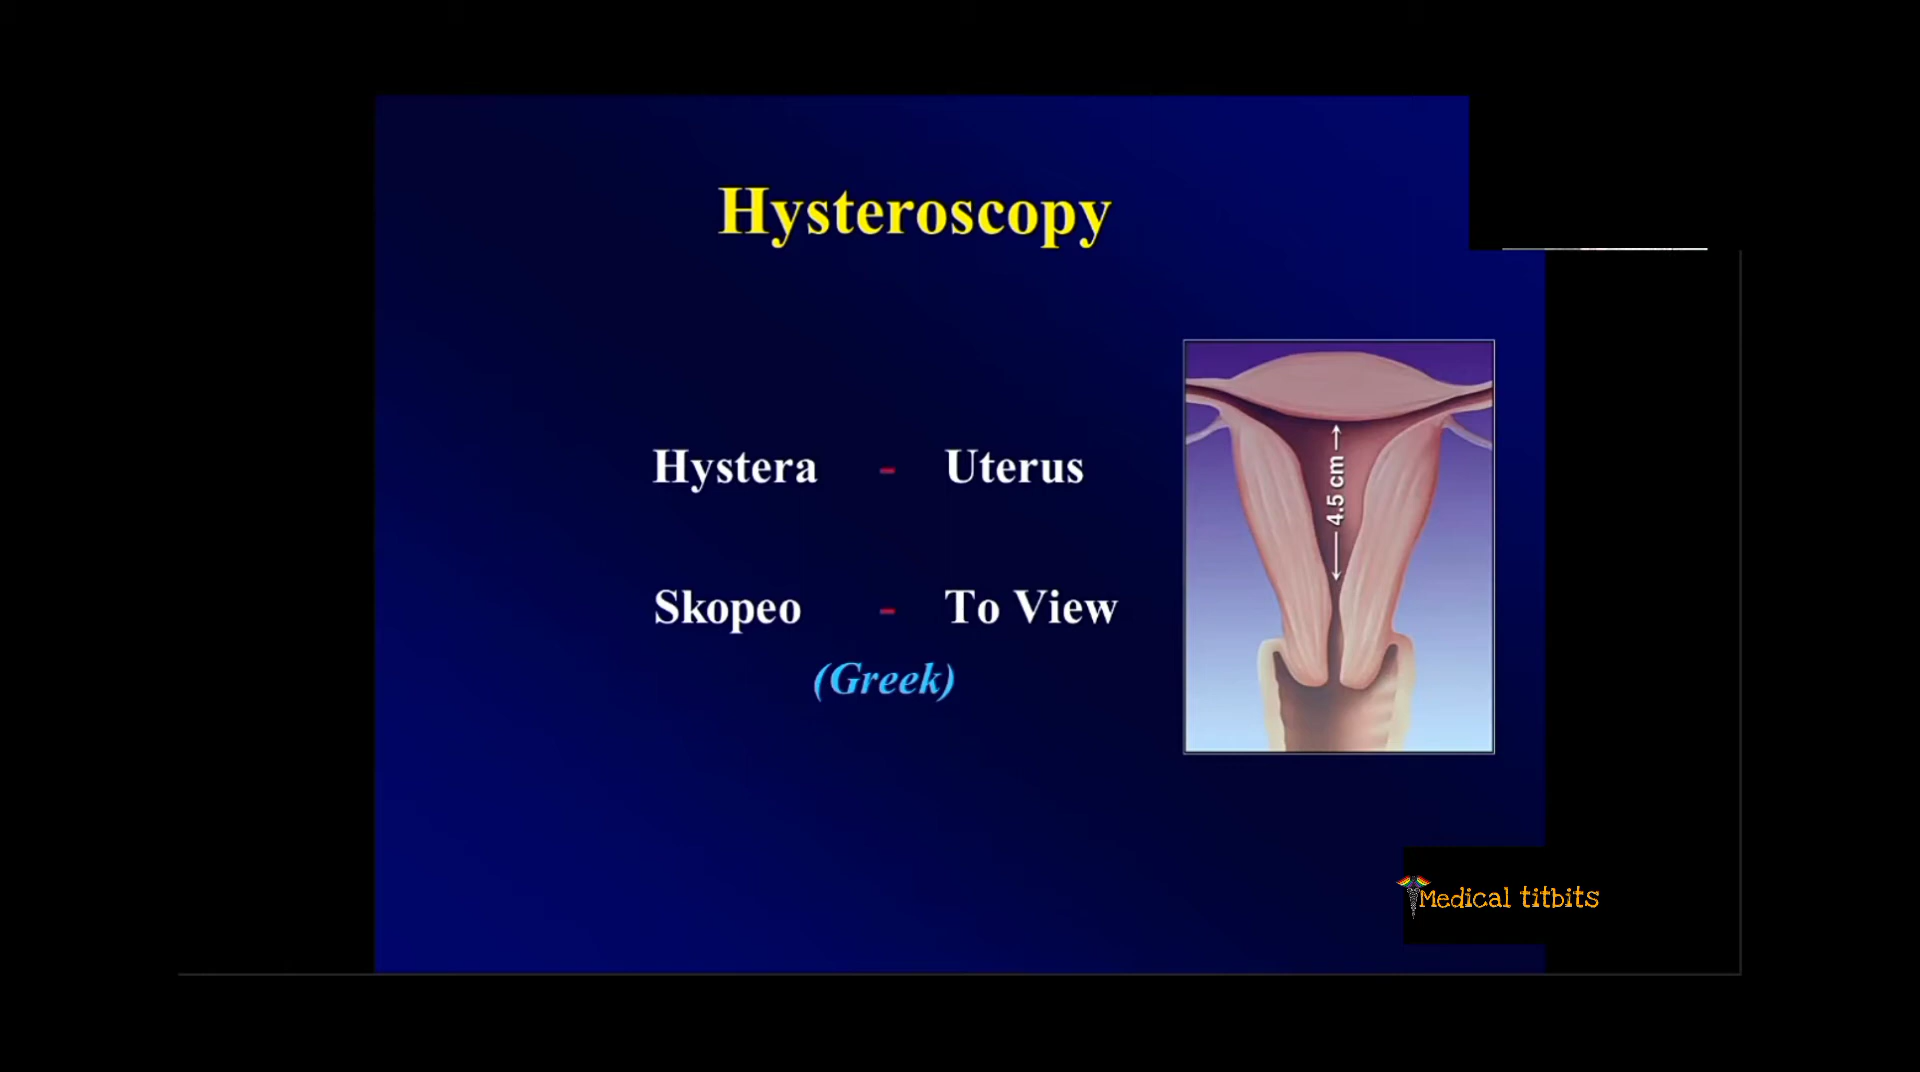 Hysteroscopy
Hystera - Uterus
Skopeo - To View
(Greek)
4.5 cm
Medical titbits